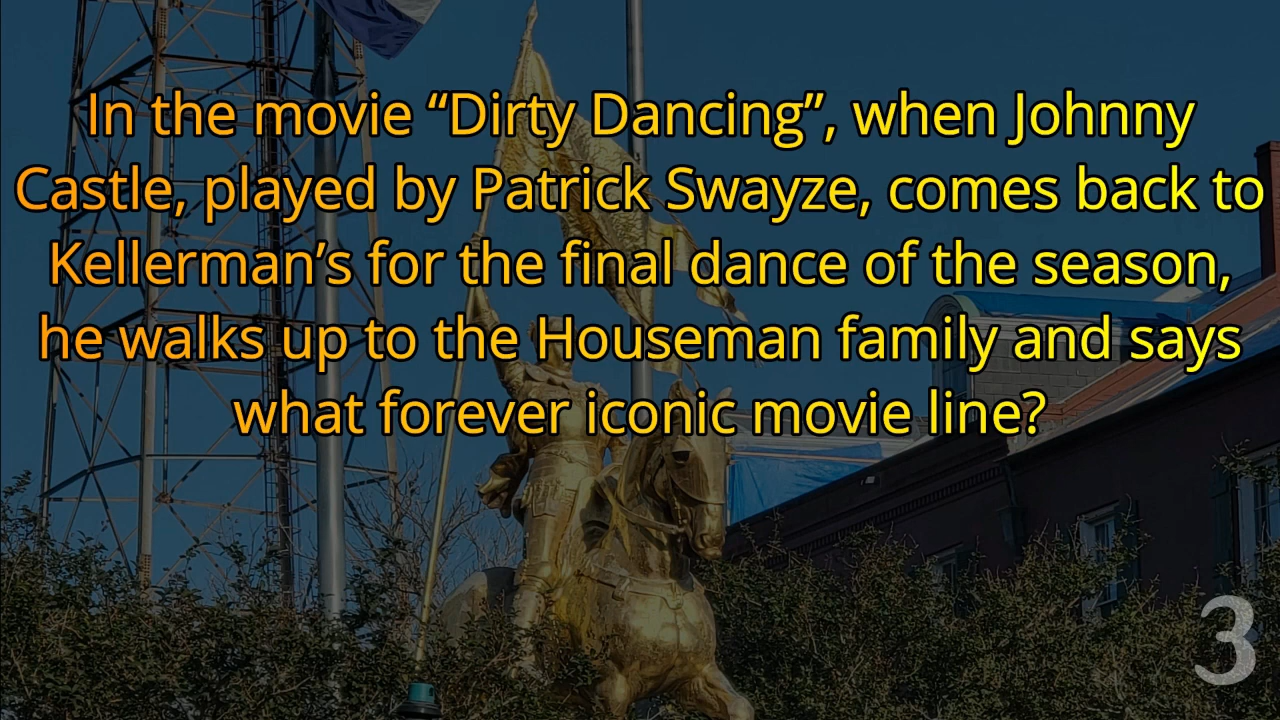 In the movie “Dirty Dancing”, when Johnny
Castle, played by Patrick Swayze, comes back to
Kellerman’s for the final dance of the season,
he walks up to the Houseman family and says
what forever iconic movie line?
3